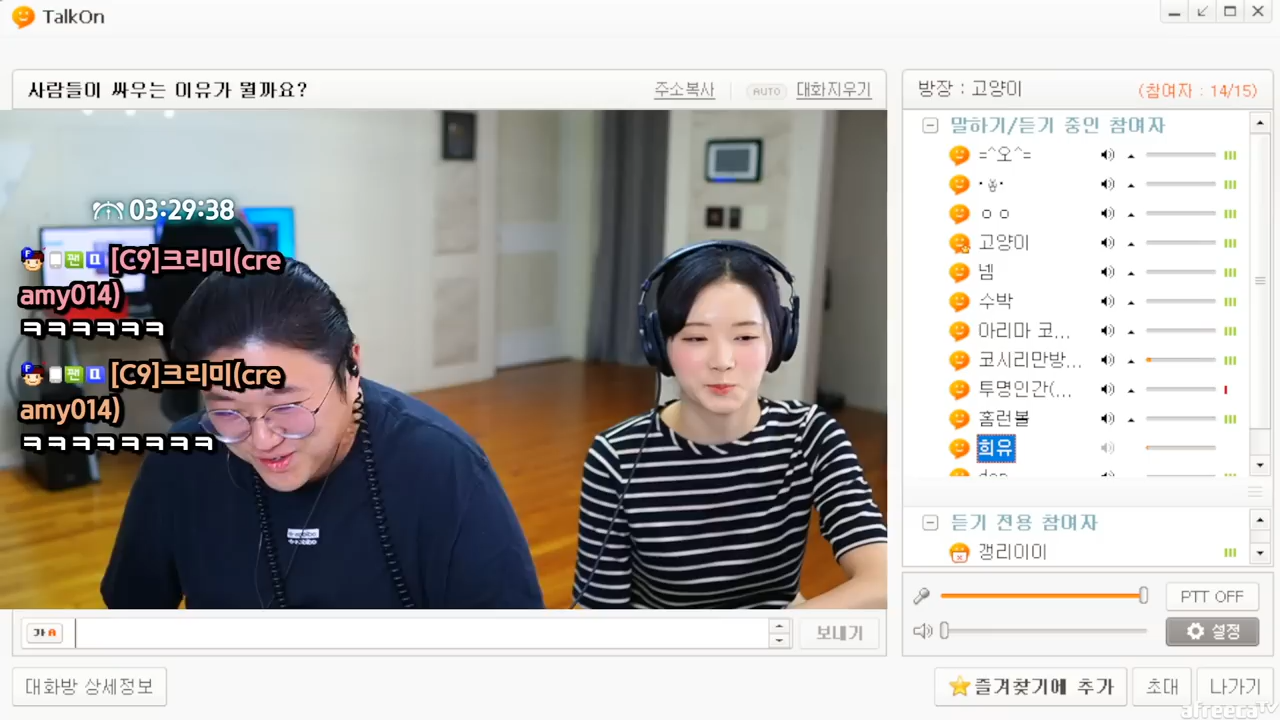 TalkOn
사람들이 싸우는 이유가 뭘까요?
주소복사
AUTO
대화지우기
03:29:38
[C9]크리미(cre
amy014)
ㅋㅋㅋㅋㅋㅋ
[C9]크리미(cre
amy014)
ㅋㅋㅋㅋㅋㅋㅋㅋ
가A
보내기
대화방 상세정보
방장 : 고양이
(참여자 : 14/15)
말하기/듣기 중인 참여자
=^오^=
ㅇㅇ
고양이
넴
수박
아리마 코...
코시리만방...
투명인간(...
홈런볼
희유
듣기 전용 참여자
갱리이이
PTT OFF
설정
즐겨찾기에 추가
초대
나가기
afreecaTV